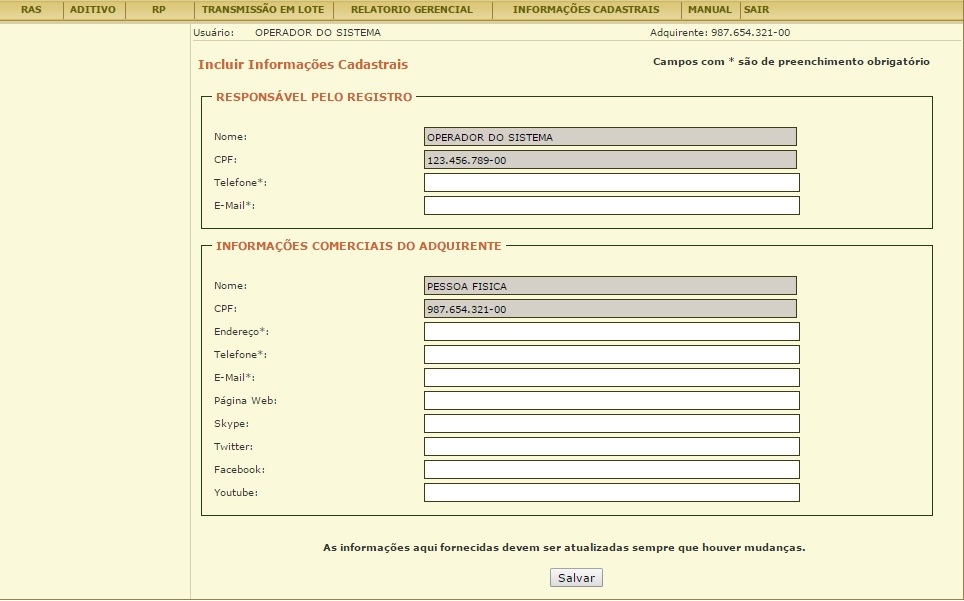 RAS ADITIVO RP TRANSMISSÃO EM LOTE RELATORIO GERENCIAL INFORMAÇÕES CADASTRAIS MANUAL SAIR
Usuário: OPERADOR DO SISTEMA Adquirente: 987.654.321-00
Incluir Informações Cadastrais Campos com * são de preenchimento obrigatório
RESPONSÁVEL PELO REGISTRO
Nome: OPERADOR DO SISTEMA
CPF: 123.456.789-00
Telefone*:
E-Mail*:
INFORMAÇÕES COMERCIAIS DO ADQUIRENTE
Nome: PESSOA FISICA
CPF: 987.654.321-00
Endereço*:
Telefone*:
E-Mail*:
Página Web:
Skype:
Twitter:
Facebook:
Youtube:
As informações aqui fornecidas devem ser atualizadas sempre que houver mudanças.
Salvar